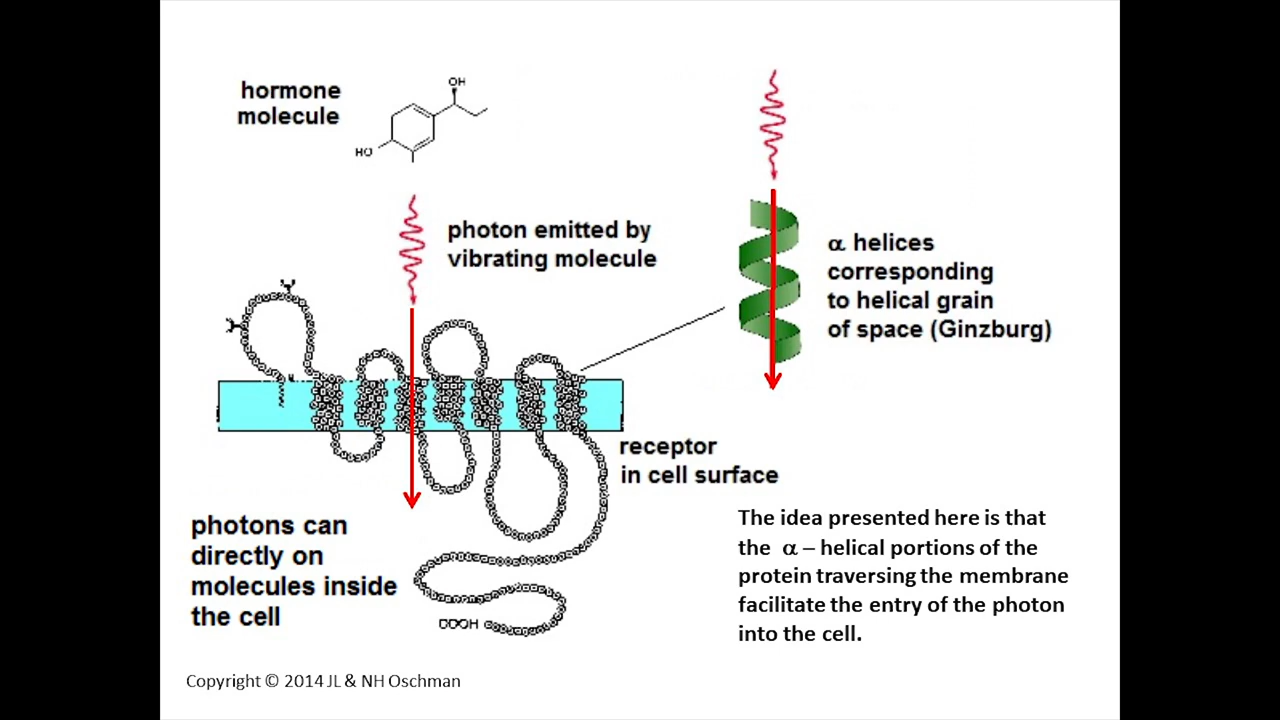 hormone
molecule
OH
HO
photon emitted by
vibrating molecule
α helices
corresponding
to helical grain
of space (Ginzburg)
receptor
in cell surface
photons can
directly on
molecules inside
the cell
The idea presented here is that
the α – helical portions of the
protein traversing the membrane
facilitate the entry of the photon
into the cell.
Copyright © 2014 JL & NH Oschman